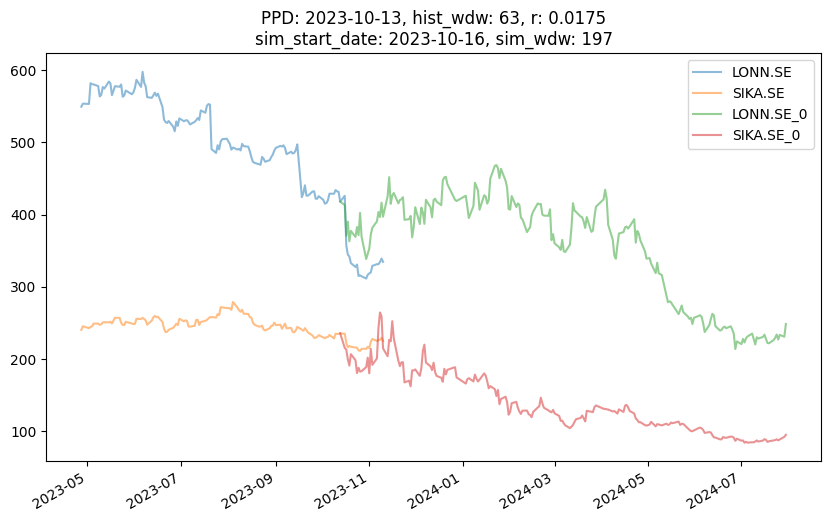 PPD: 2023-10-13, hist_wdw: 63, r: 0.0175
sim_start_date: 2023-10-16, sim_wdw: 197
LONN.SE
SIKA.SE
LONN.SE_0
SIKA.SE_0
600
500
400
300
200
100
2023-05
2023-07
2023-09
2023-11
2024-01
2024-03
2024-05
2024-07